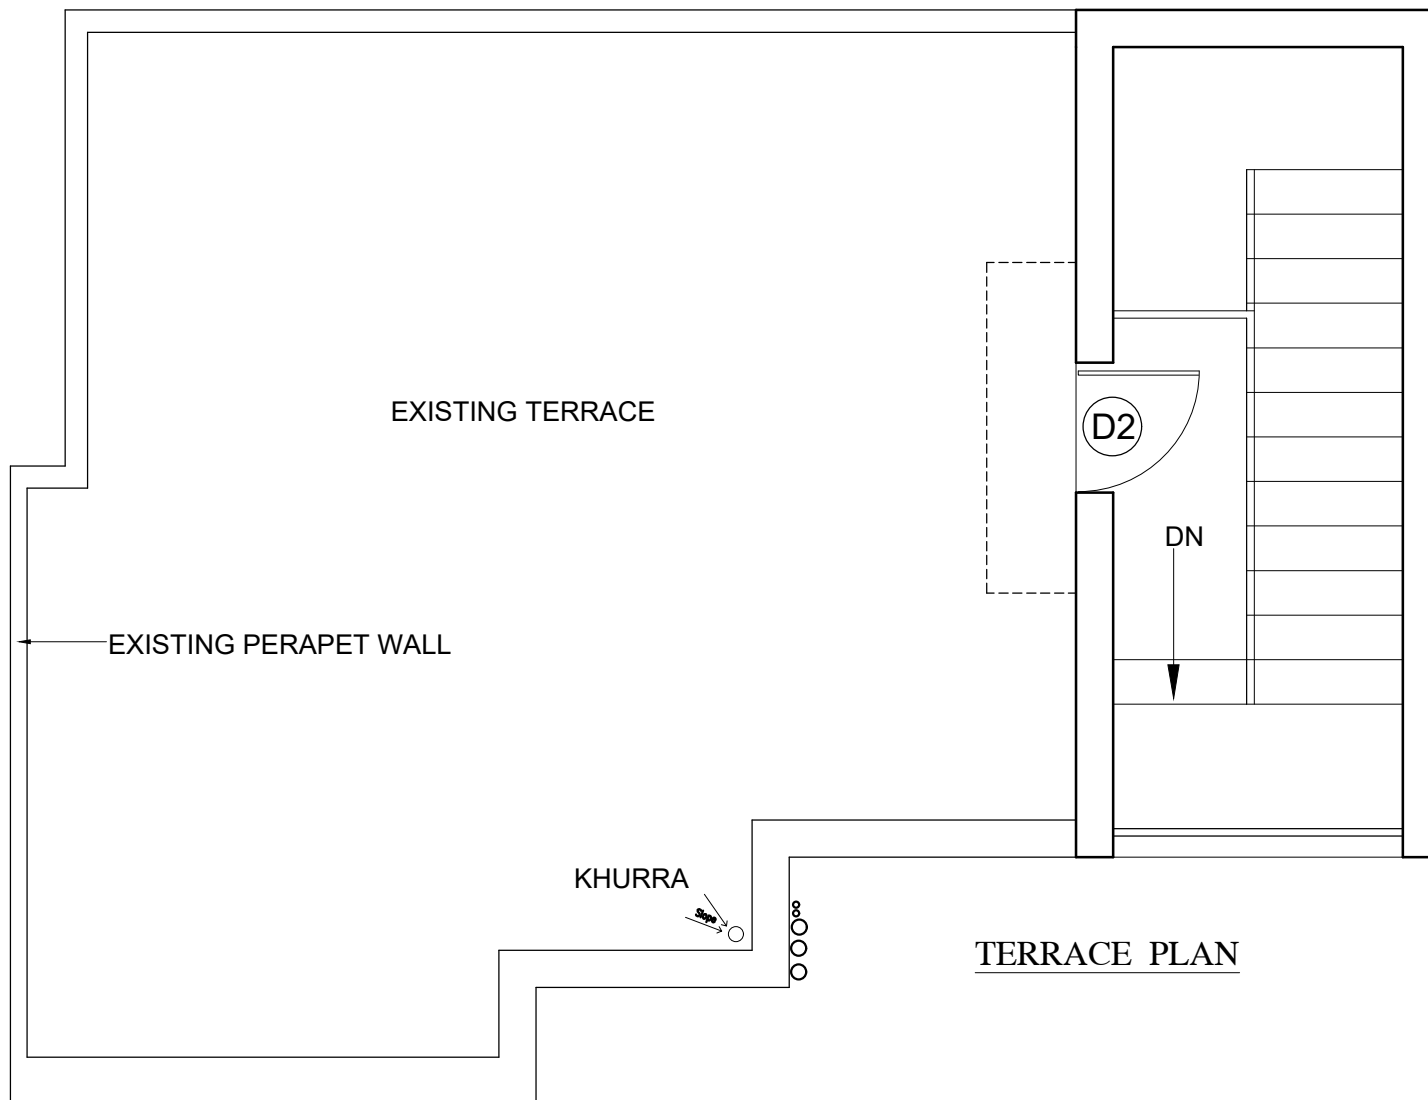 EXISTING TERRACE
D2
DN
EXISTING PERAPET WALL
KHURRA
Slope
TERRACE PLAN